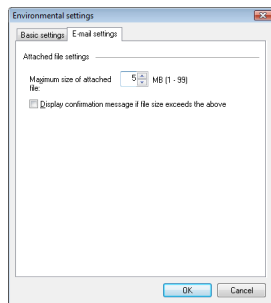 Environmental settings
Basic settings
E-mail settings
Attached file settings
Maximum size of attached file:
5
MB (1 - 99)
Display confirmation message if file size exceeds the above
OK
Cancel